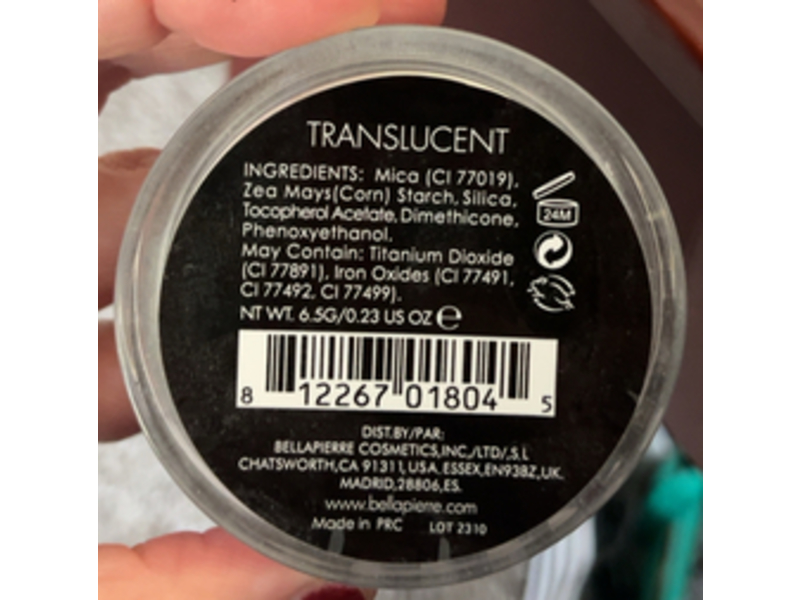 TRANSLUCENT
INGREDIENTS: Mica (CI 77019),
Zea Mays(Corn) Starch, Silica,
Tocopherol Acetate, Dimethicone,
Phenoxyethanol.
May Contain: Titanium Dioxide
(CI 77891), Iron Oxides (CI 77491,
CI 77492, CI 77499).
24M
NT WT. 6.5G/0.23 US OZ ℮
8 12267 01804 5
DIST.BY/PAR:
BELLAPIERRE COSMETICS,INC,/LTD/,S.L
CHATSWORTH,CA 91311,USA, ESSEX,EN93BZ,UK.
MADRID,28806,ES.
www.bellapierre.com
Made in PRC LOT 2310